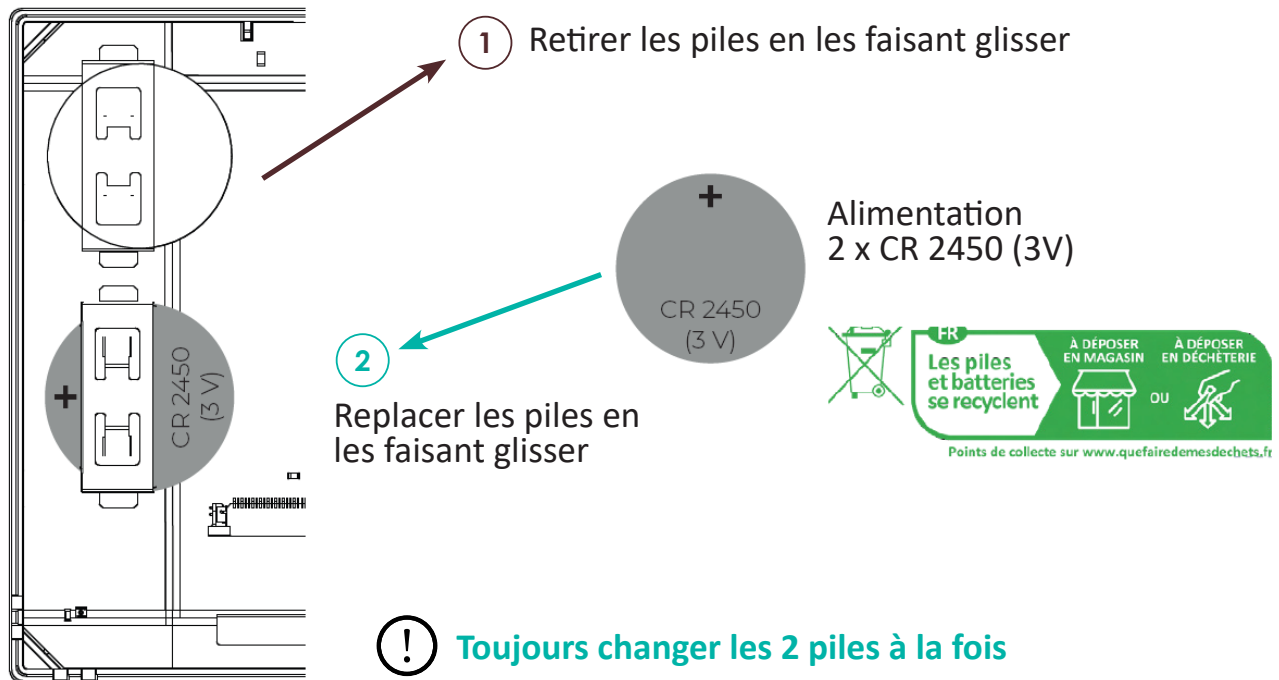 1 Retirer les piles en les faisant glisser
+
CR 2450
(3 V)
Alimentation
2 x CR 2450 (3V)
+
CR 2450
(3 V)
2
Replacer les piles en
les faisant glisser
FR
Les piles
et batteries
se recyclent
À DÉPOSER
EN MAGASIN
OU
À DÉPOSER
EN DÉCHÈTERIE
Points de collecte sur www.quefairedemesdechets.fr
! Toujours changer les 2 piles à la fois